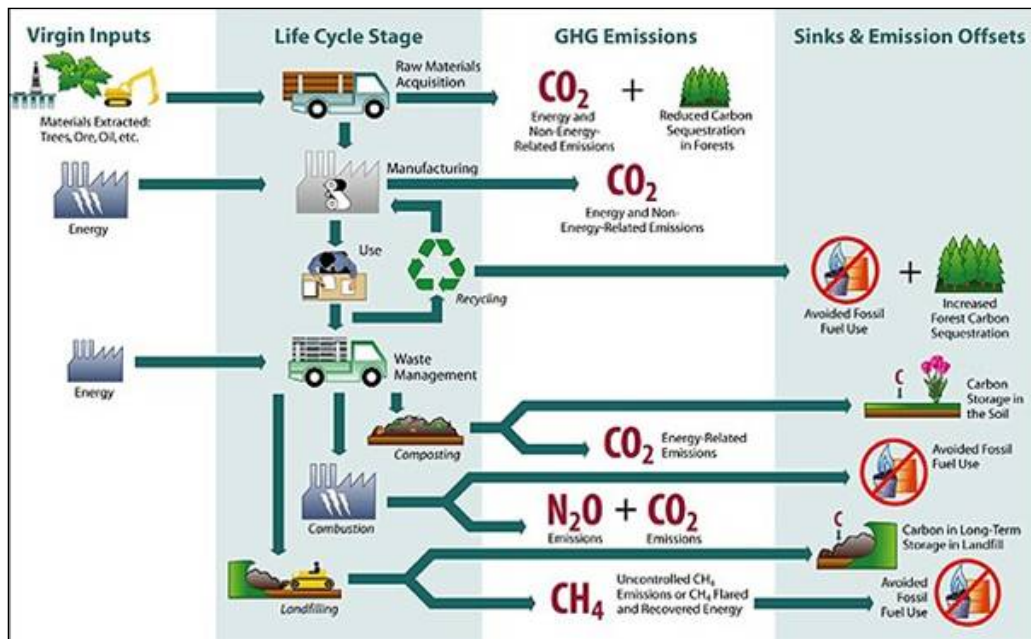 Virgin Inputs
Life Cycle Stage
GHG Emissions
Sinks & Emission Offsets
Materials Extracted:
Trees, Ore, Oil, etc.
Raw Materials
Acquisition
CO2
+
Energy and
Non-Energy-
Related Emissions
Reduced Carbon
Sequestration
in Forests
Energy
Manufacturing
CO2
Energy and Non-
Energy-Related Emissions
Use
Recycling
+
Avoided Fossil
Fuel Use
Increased
Forest Carbon
Sequestration
Energy
Waste
Management
Composting
CO2
Energy-Related
Emissions
C
Carbon
Storage in
the Soil
Combustion
N2O + CO2
Emissions
Emissions
Avoided Fossil
Fuel Use
Landfilling
C
Carbon in Long-Term
Storage in Landfill
CH4
Uncontrolled CH4
Emissions or CH4 Flared
and Recovered Energy
Avoided
Fossil
Fuel Use